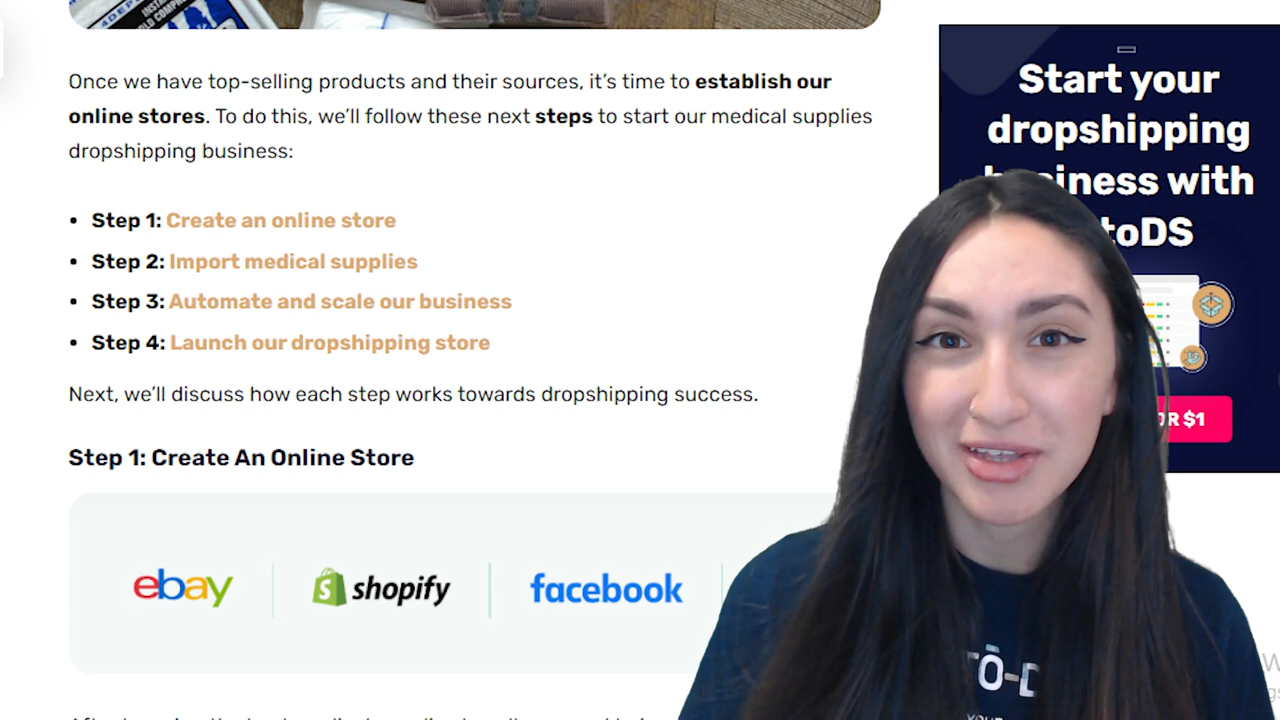 Once we have top-selling products and their sources, it's time to establish our
online stores. To do this, we'll follow these next steps to start our medical supplies
dropshipping business:
• Step 1: Create an online store
• Step 2: Import medical supplies
• Step 3: Automate and scale our business
• Step 4: Launch our dropshipping store
Next, we'll discuss how each step works towards dropshipping success.
Step 1: Create An Online Store
ebay
shopify
facebook
Start your
dropshipping
with
$1